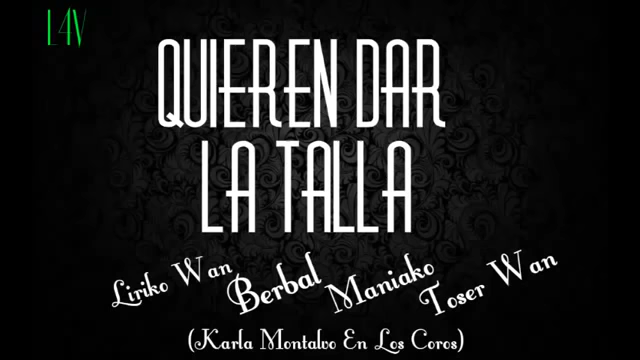 L4V
QUIEREN DAR
LA TALLA
Liriko Wan Berbal Maniako Toser Wan
(Karla Montalvo En Los Coros)